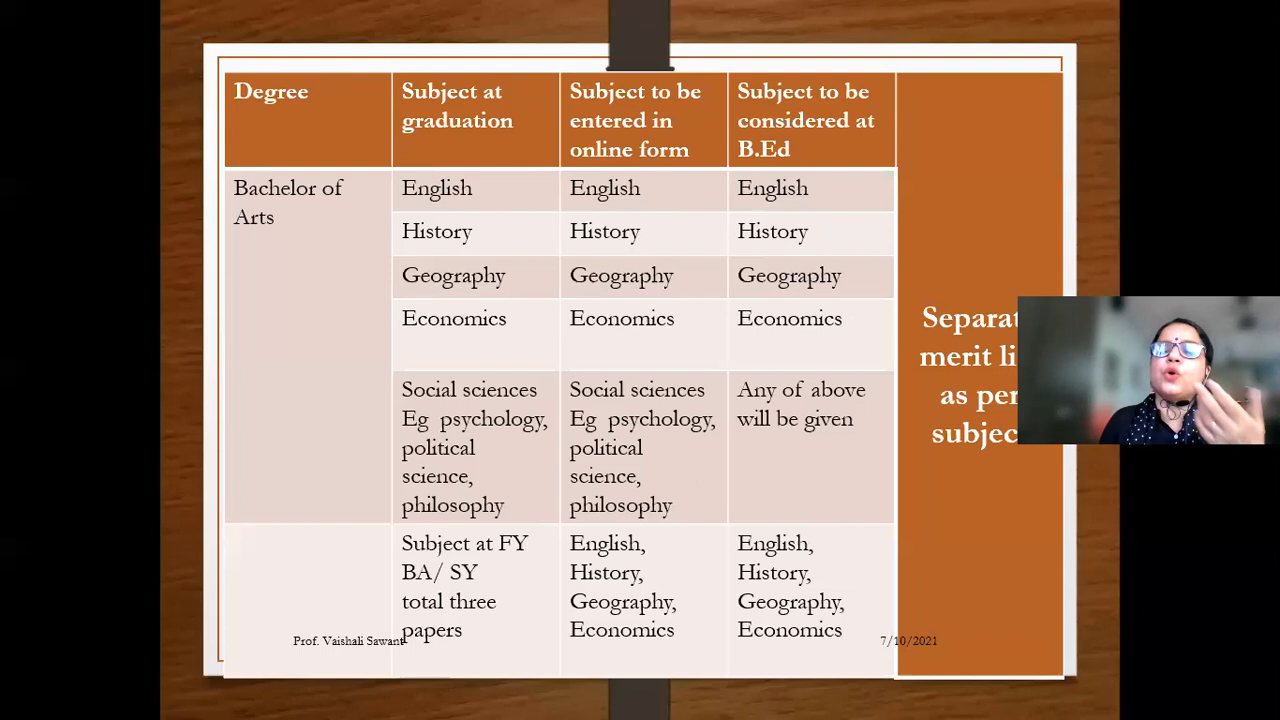 Degree
Subject at
graduation
Subject to be
entered in
online form
Subject to be
considered at
B.Ed
Bachelor of
Arts
English
English
English
History
History
History
Geography
Geography
Geography
Economics
Economics
Economics
Social sciences
Eg psychology,
political
science,
philosophy
Social sciences
Eg psychology,
political
science,
philosophy
Any of above
will be given
Subject at FY
BA/ SY
total three
papers
English,
History,
Geography,
Economics
English,
History,
Geography,
Economics
merit
as per
Prof. Vaishali Sawant
7/10/2021